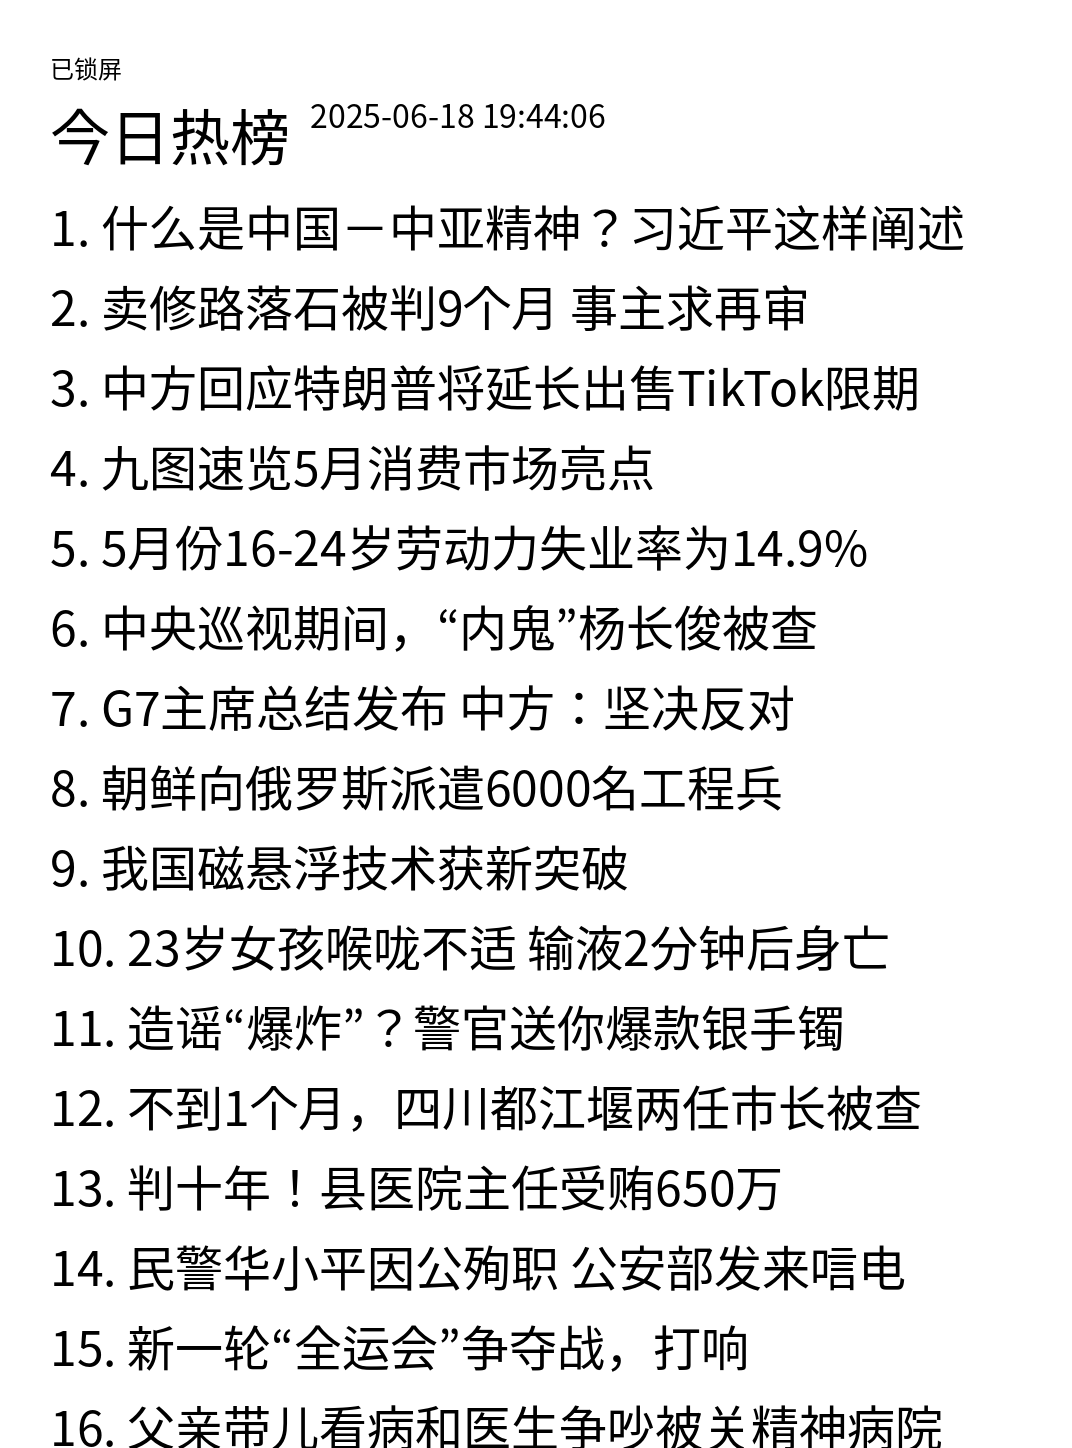 已锁屏
今日热榜 2025-06-18 19:44:06
1. 什么是中国－中亚精神？习近平这样阐述
2. 卖修路落石被判9个月 事主求再审
3. 中方回应特朗普将延长出售TikTok限期
4. 九图速览5月消费市场亮点
5. 5月份16-24岁劳动力失业率为14.9%
6. 中央巡视期间，“内鬼”杨长俊被查
7. G7主席总结发布 中方：坚决反对
8. 朝鲜向俄罗斯派遣6000名工程兵
9. 我国磁悬浮技术获新突破
10. 23岁女孩喉咙不适 输液2分钟后身亡
11. 造谣“爆炸”？警官送你爆款银手镯
12. 不到1个月，四川都江堰两任市长被查
13. 判十年！县医院主任受贿650万
14. 民警华小平因公殉职 公安部发来唁电
15. 新一轮“全运会”争夺战，打响
16. 父亲带儿看病和医生争吵被关精神病院